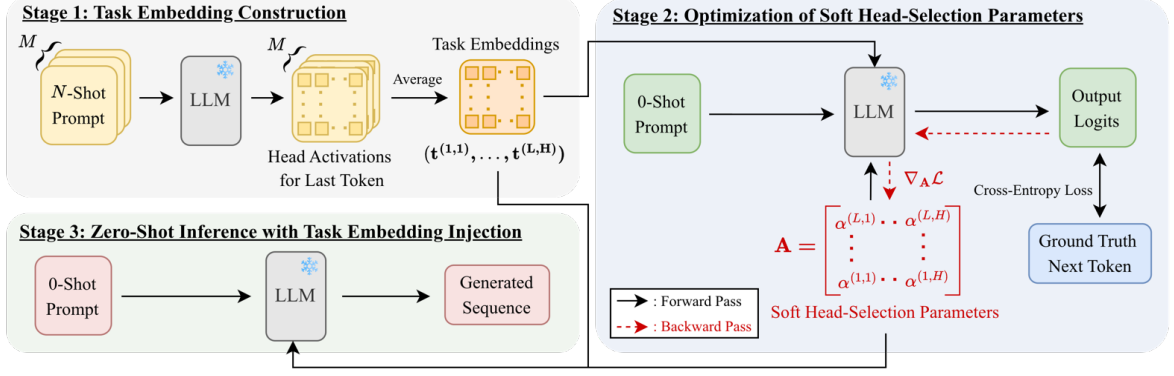 Stage 1: Task Embedding Construction
M
N-Shot
Prompt
LLM
M
Head Activations
for Last Token
Average
Task Embeddings
(t^(1,1), . . . , t^(L,H))
Stage 2: Optimization of Soft Head-Selection Parameters
0-Shot
Prompt
LLM
Output
Logits
∇_A ℒ
Cross-Entropy Loss
Ground Truth
Next Token
A =
α^(L,1) · · α^(L,H)
α^(1,1) · · α^(1,H)
Soft Head-Selection Parameters
: Forward Pass
: Backward Pass
Stage 3: Zero-Shot Inference with Task Embedding Injection
0-Shot
Prompt
LLM
Generated
Sequence